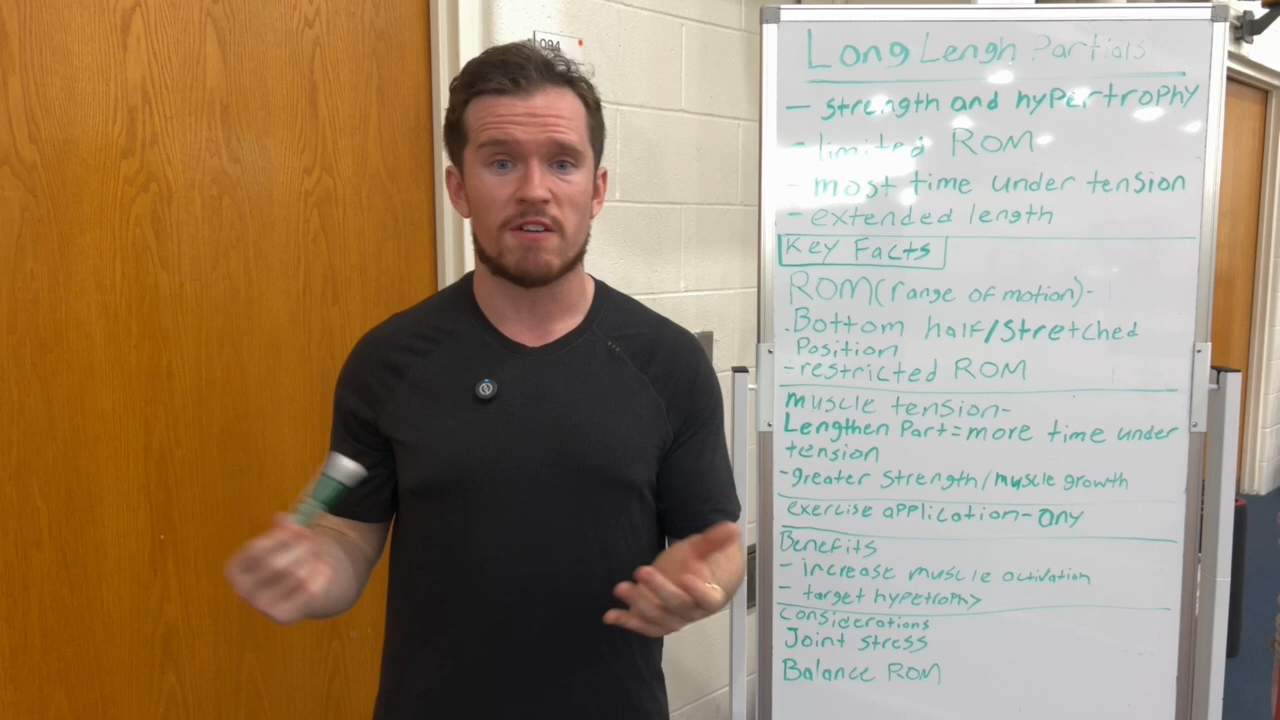 094
Long Lengh Partials
- strength and hypertrophy
- limited ROM
- most time under tension
- extended length
Key Facts
ROM(range of motion)-
.Bottom half/stretched
Position
-restricted ROM
muscle tension-
Lengthen Part=more time under
tension
-greater strength/muscle growth
exercise application-any
Benefits
- increase muscle activation
- target hypetrophy
considerations
Joint stress
Balance ROM